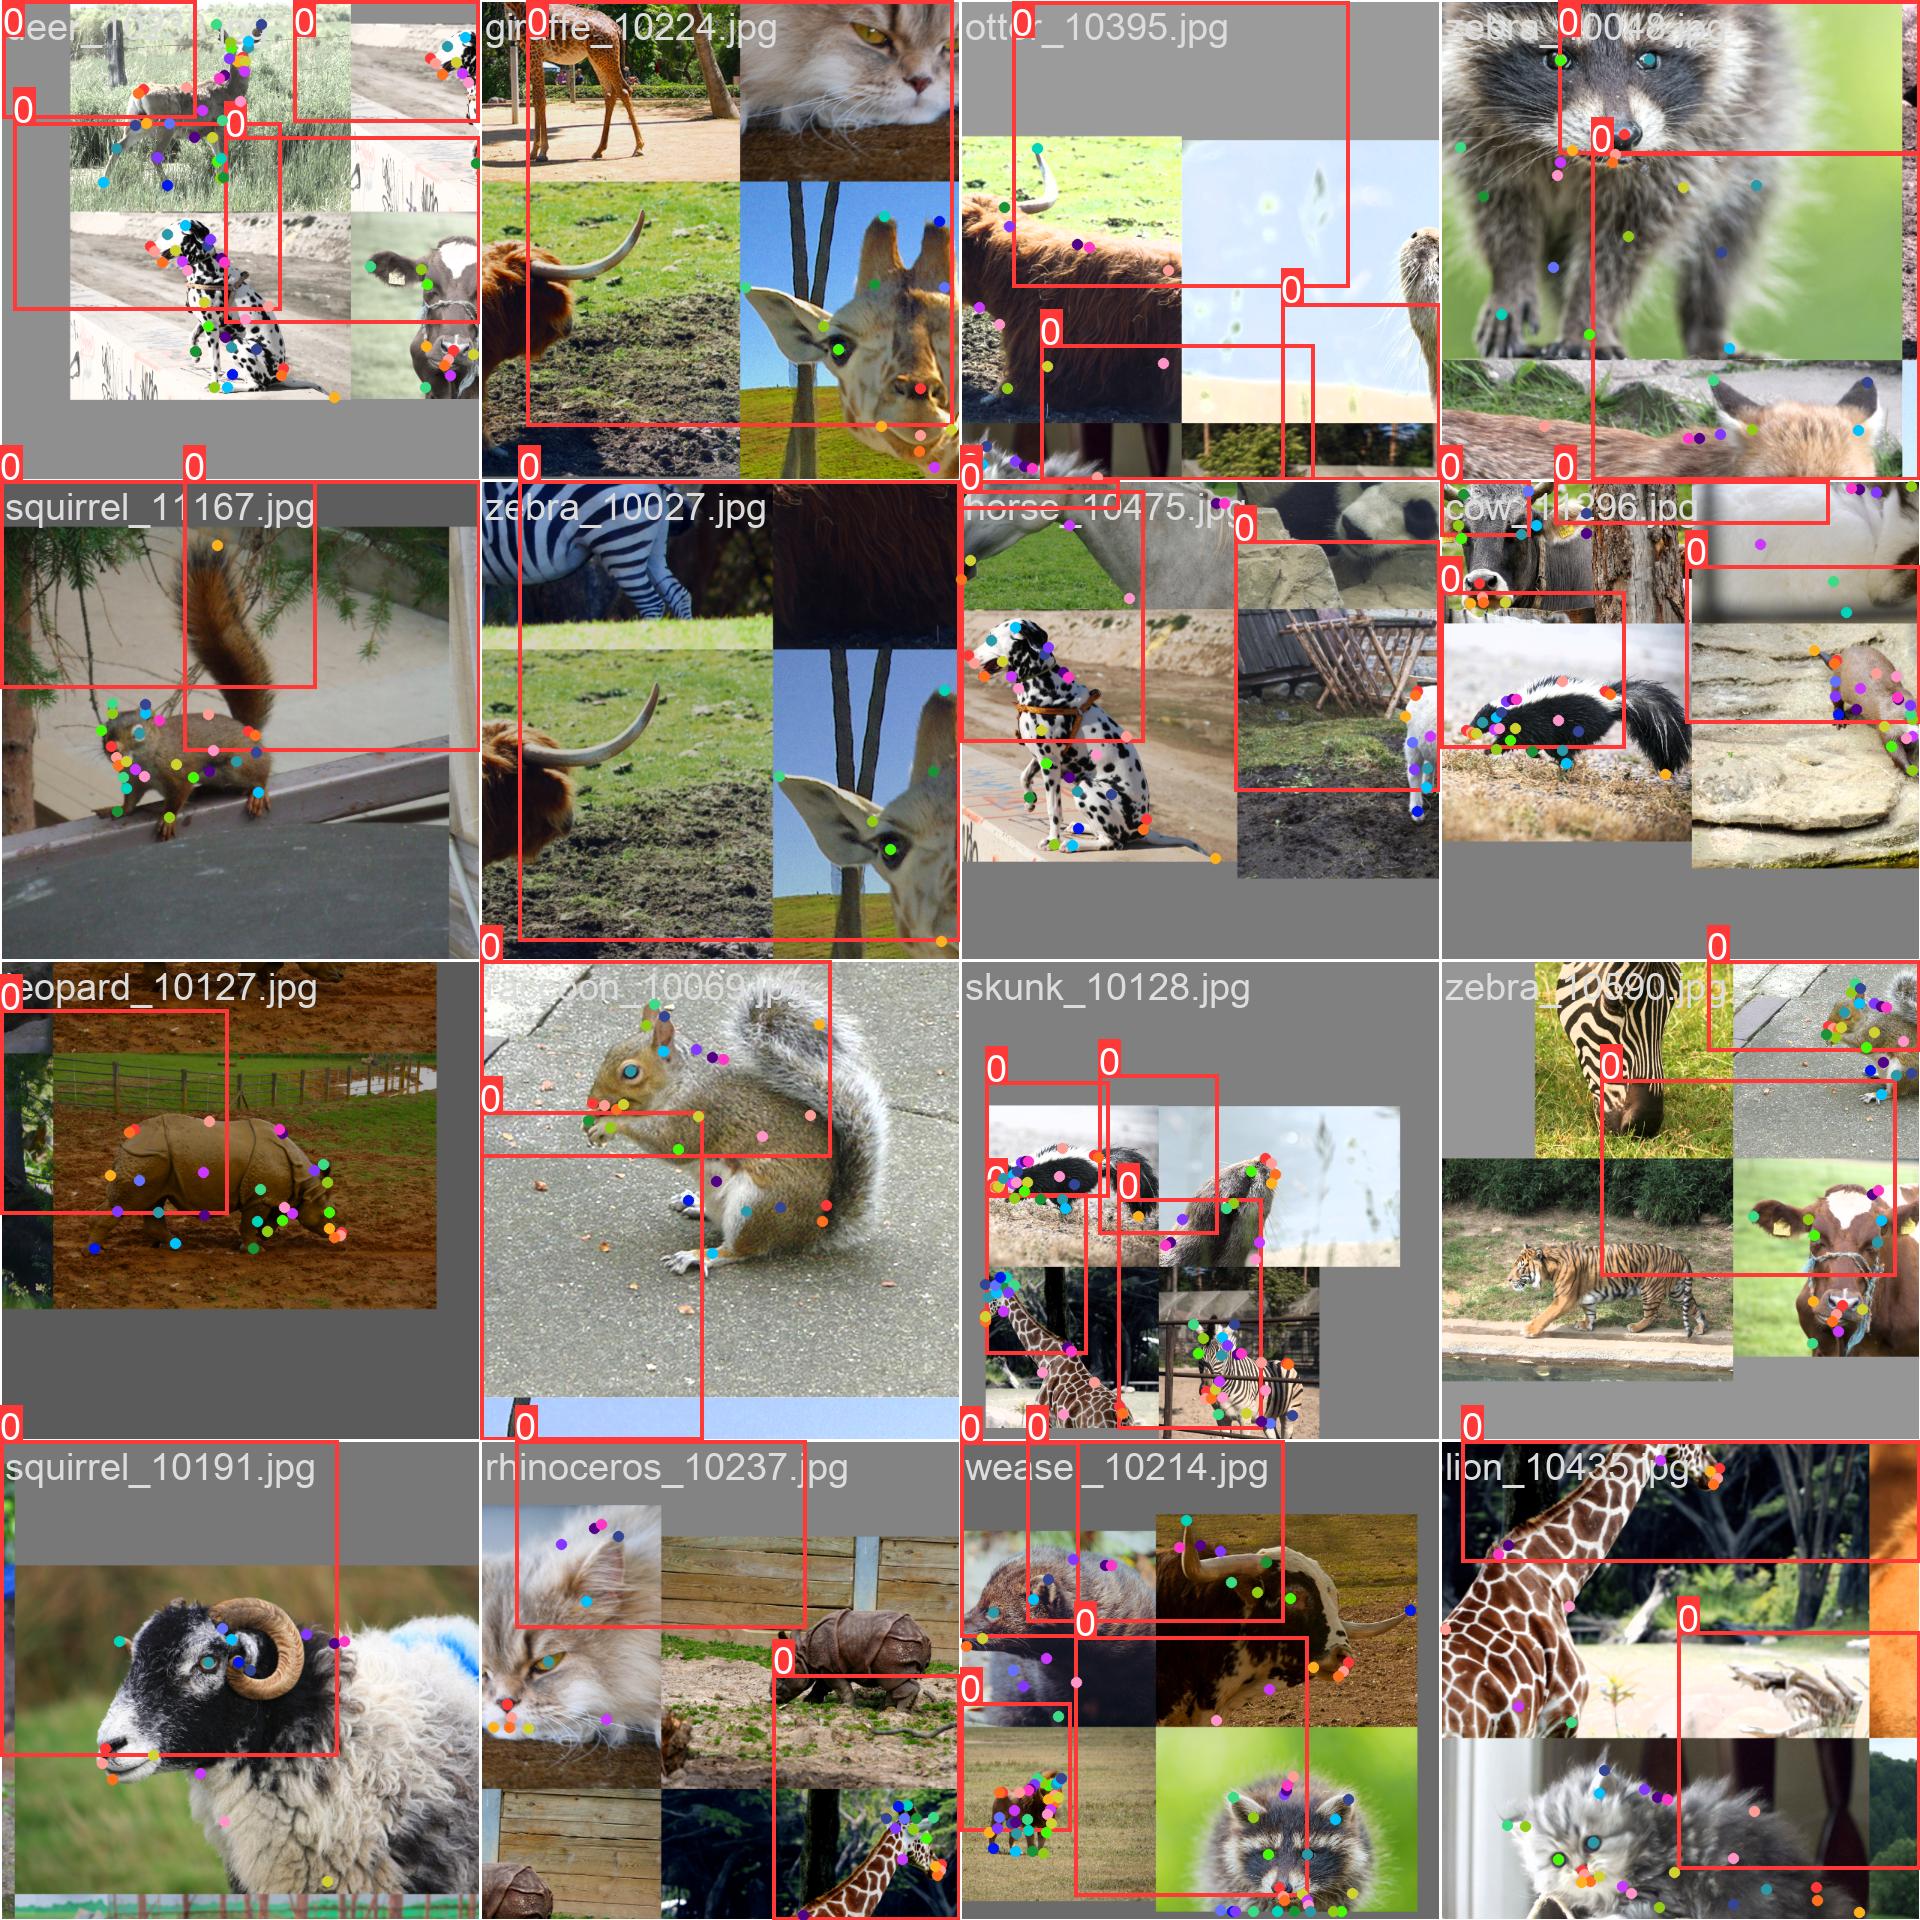 0
0
deer_102
0
0
0
giraffe_10224.jpg
0
otter_10395.jpg
0
0
0
zebra_10048.jpg
0
0
0
squirrel_11167.jpg
0
zebra_10027.jpg
0
0
horse_10475.jpg
0
0
0
cow_11296.jpg
0
0
0
leopard_10127.jpg
0
raccoon_10069.jpg
0
skunk_10128.jpg
0
0
0
0
0
zebra_10590.jpg
0
0
squirrel_10191.jpg
0
rhinoceros_10237.jpg
0
0
0
weasel_10214.jpg
0
0
0
lion_10435.jpg
0